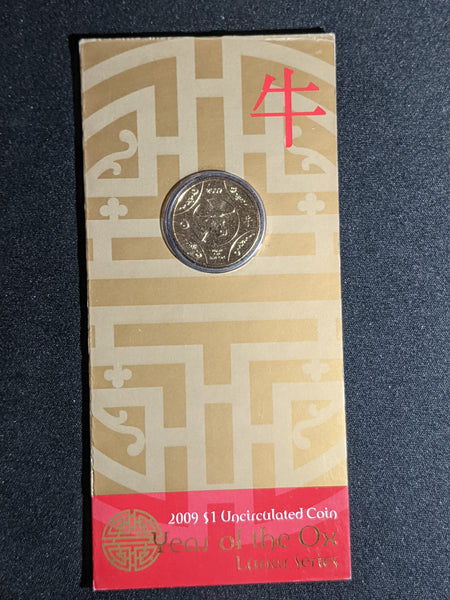 牛
2009 $1 Uncirculated Coin
Year of the Ox
Lunar Series